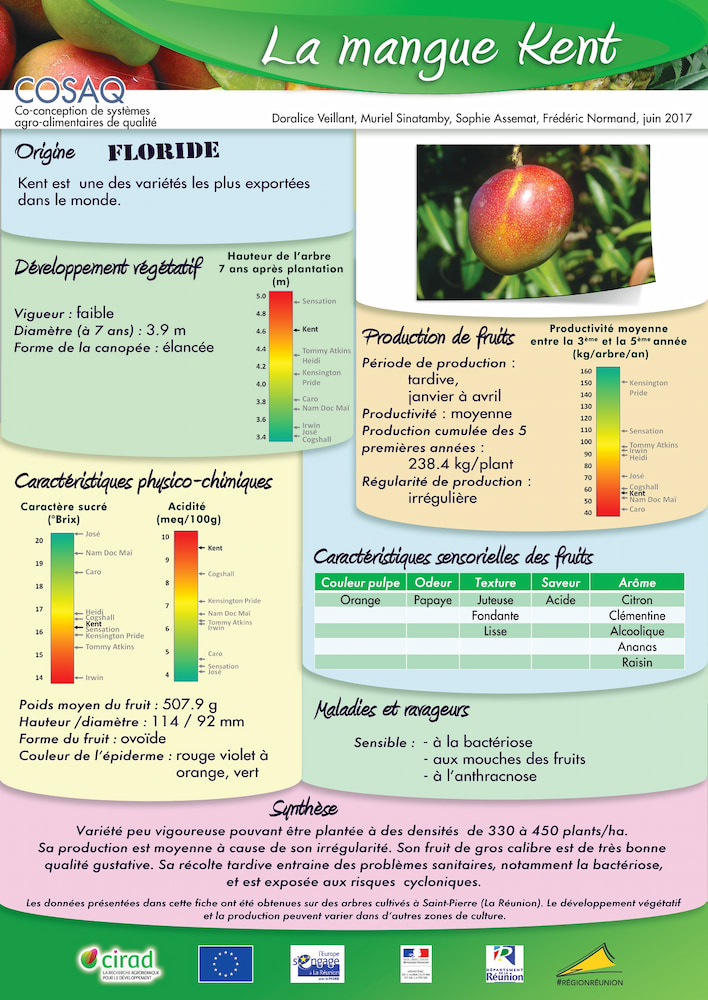 La mangue Kent
COSAQ
Co-conception de systèmes
agro-alimentaires de qualité
Doralice Veillant, Muriel Sinatamby, Sophie Assemat, Frédéric Normand, juin 2017
Origine FLORIDE
Kent est une des variétés les plus exportées
dans le monde.
Développement végétatif
Vigueur : faible
Diamètre (à 7 ans) : 3.9 m
Forme de la canopée : élancée
Hauteur de l'arbre
7 ans après plantation
(m)
5.0
Sensation
4.8
4.6
Kent
4.4
Tommy Atkins
Heidi
4.2
Kensington
Pride
4.0
3.8
Caro
Nam Doc Maï
3.6
Irwin
José
3.4
Cogshall
Production de fruits
Période de production :
tardive,
janvier à avril
Productivité : moyenne
Production cumulée des 5
premières années :
238.4 kg/plant
Régularité de production :
irrégulière
Productivité moyenne
entre la 3ème et la 5ème année
(kg/arbre/an)
160
150
Kensington
Pride
140
130
120
110
Sensation
100
Tommy Atkins
Irwin
90
Heidi
80
70
José
60
Cogshall
Kent
50
Nam Doc Maï
40
Caro
Caractéristiques physico-chimiques
Caractère sucré
(°Brix)
20
José
Nam Doc Maï
19
Caro
18
17
Heidi
Cogshall
Kent
16
Sensation
Kensington Pride
15
Tommy Atkins
14
Irwin
Acidité
(meq/100g)
10
Kent
9
Cogshall
8
7
Kensington Pride
Nam Doc Maï
6
Tommy Atkins
Irwin
5
Caro
Sensation
4
José
Poids moyen du fruit : 507.9 g
Hauteur /diamètre : 114 / 92 mm
Forme du fruit : ovoïde
Couleur de l'épiderme : rouge violet à
orange, vert
Caractéristiques sensorielles des fruits
Couleur pulpe Odeur Texture Saveur Arôme
Orange Papaye Juteuse Acide Citron
Fondante Clémentine
Lisse Alcoolique
Ananas
Raisin
Maladies et ravageurs
Sensible : - à la bactériose
- aux mouches des fruits
- à l'anthracnose
Synthèse
Variété peu vigoureuse pouvant être plantée à des densités de 330 à 450 plants/ha.
Sa production est moyenne à cause de son irrégularité. Son fruit de gros calibre est de très bonne
qualité gustative. Sa récolte tardive entraine des problèmes sanitaires, notamment la bactériose,
et est exposée aux risques cycloniques.
Les données présentées dans cette fiche ont été obtenues sur des arbres cultivés à Saint-Pierre (La Réunion). Le développement végétatif
et la production peuvent varier dans d'autres zones de culture.
cirad
LA RECHERCHE AGRONOMIQUE
POUR LE DÉVELOPPEMENT
l'Europe
s'engage
à La Réunion
DÉPARTEMENT
de La Réunion
#RÉGIONRÉUNION